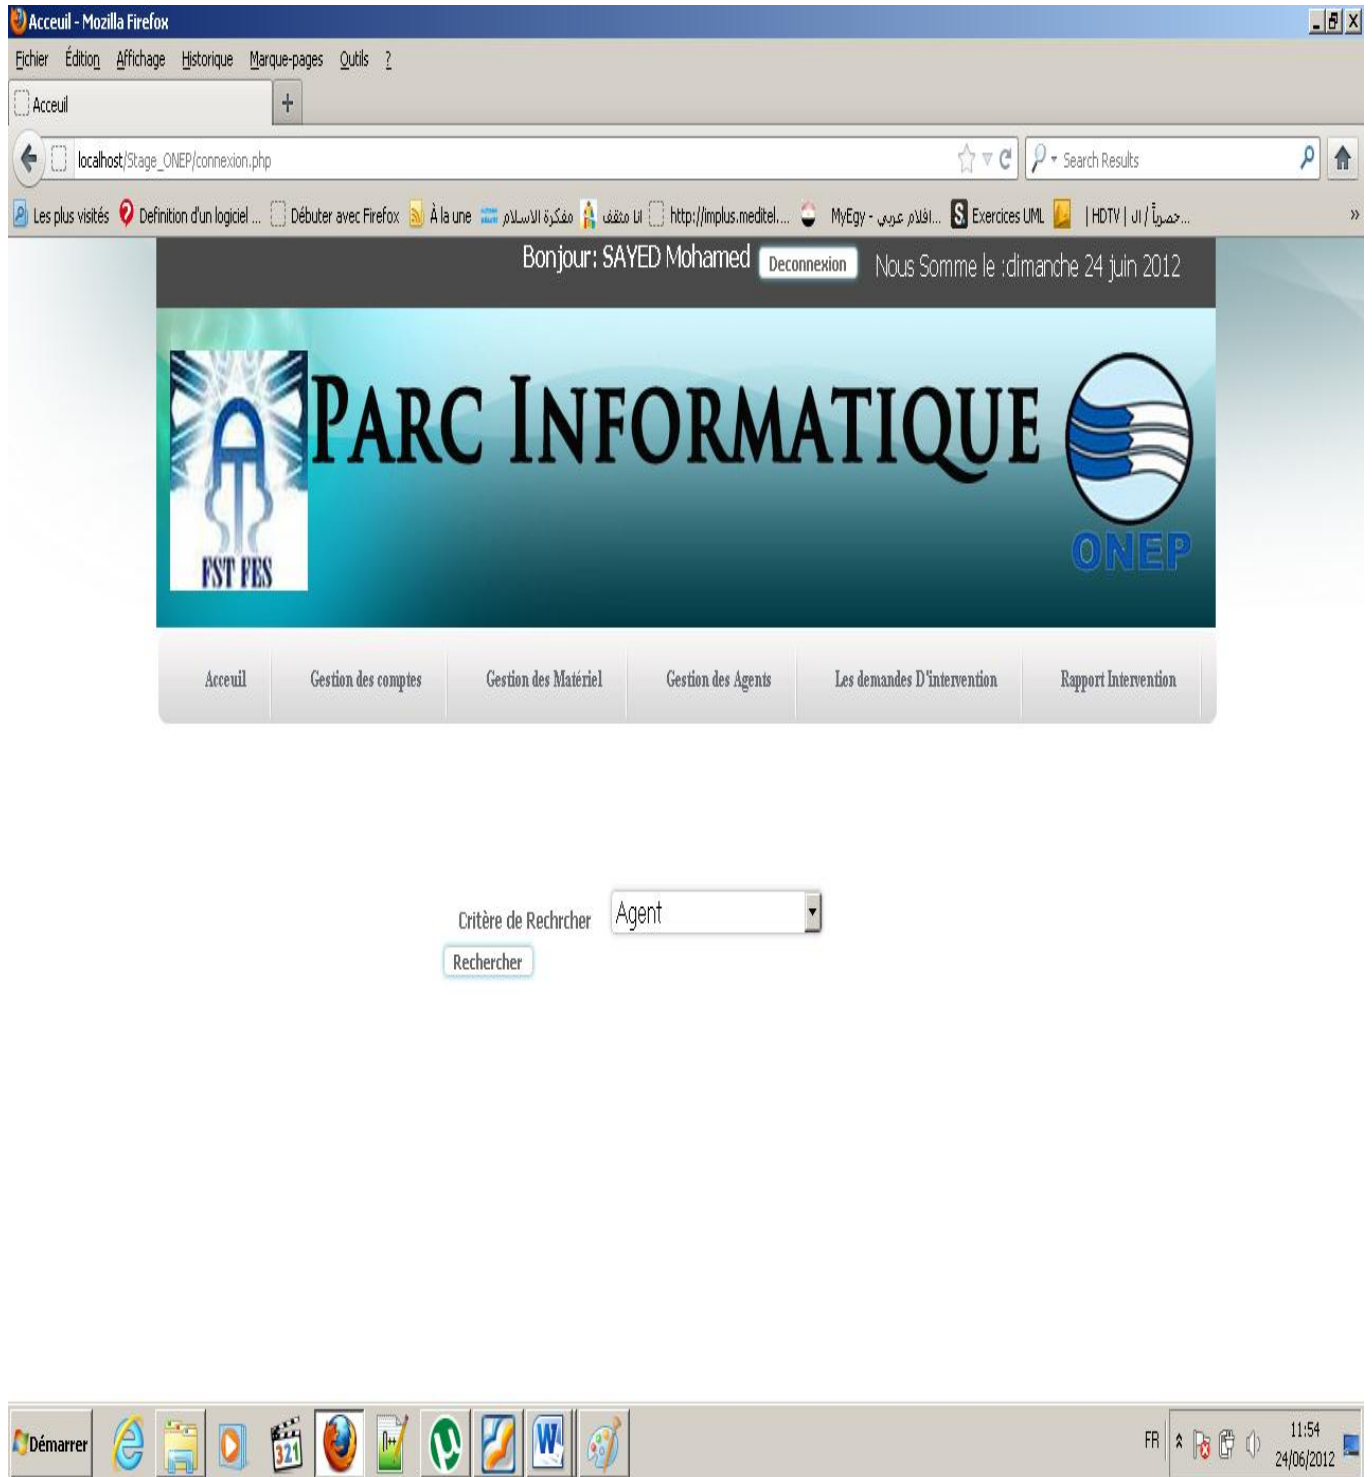 Acceuil - Mozilla Firefox
Fichier Édition Affichage Historique Marque-pages Outils ?
Acceuil +
localhost/Stage_ONEP/connexion.php Search Results
Les plus visités Definition d'un logiciel ... Débuter avec Firefox À la une مفكرة الاسلام انا مثقف http://implus.meditel.... MyEgy - افلام عربي... Exercices UML حصرياً / ال | HDTV |... »
Bonjour: SAYED Mohamed Deconnexion Nous Somme le :dimanche 24 juin 2012
PARC INFORMATIQUE
FST FES
ONEP
Acceuil Gestion des comptes Gestion des Matériel Gestion des Agents Les demandes D'intervention Rapport Intervention
Critère de Rechrcher Agent
Rechercher
Démarrer 321 n++ W FR 11:54
24/06/2012